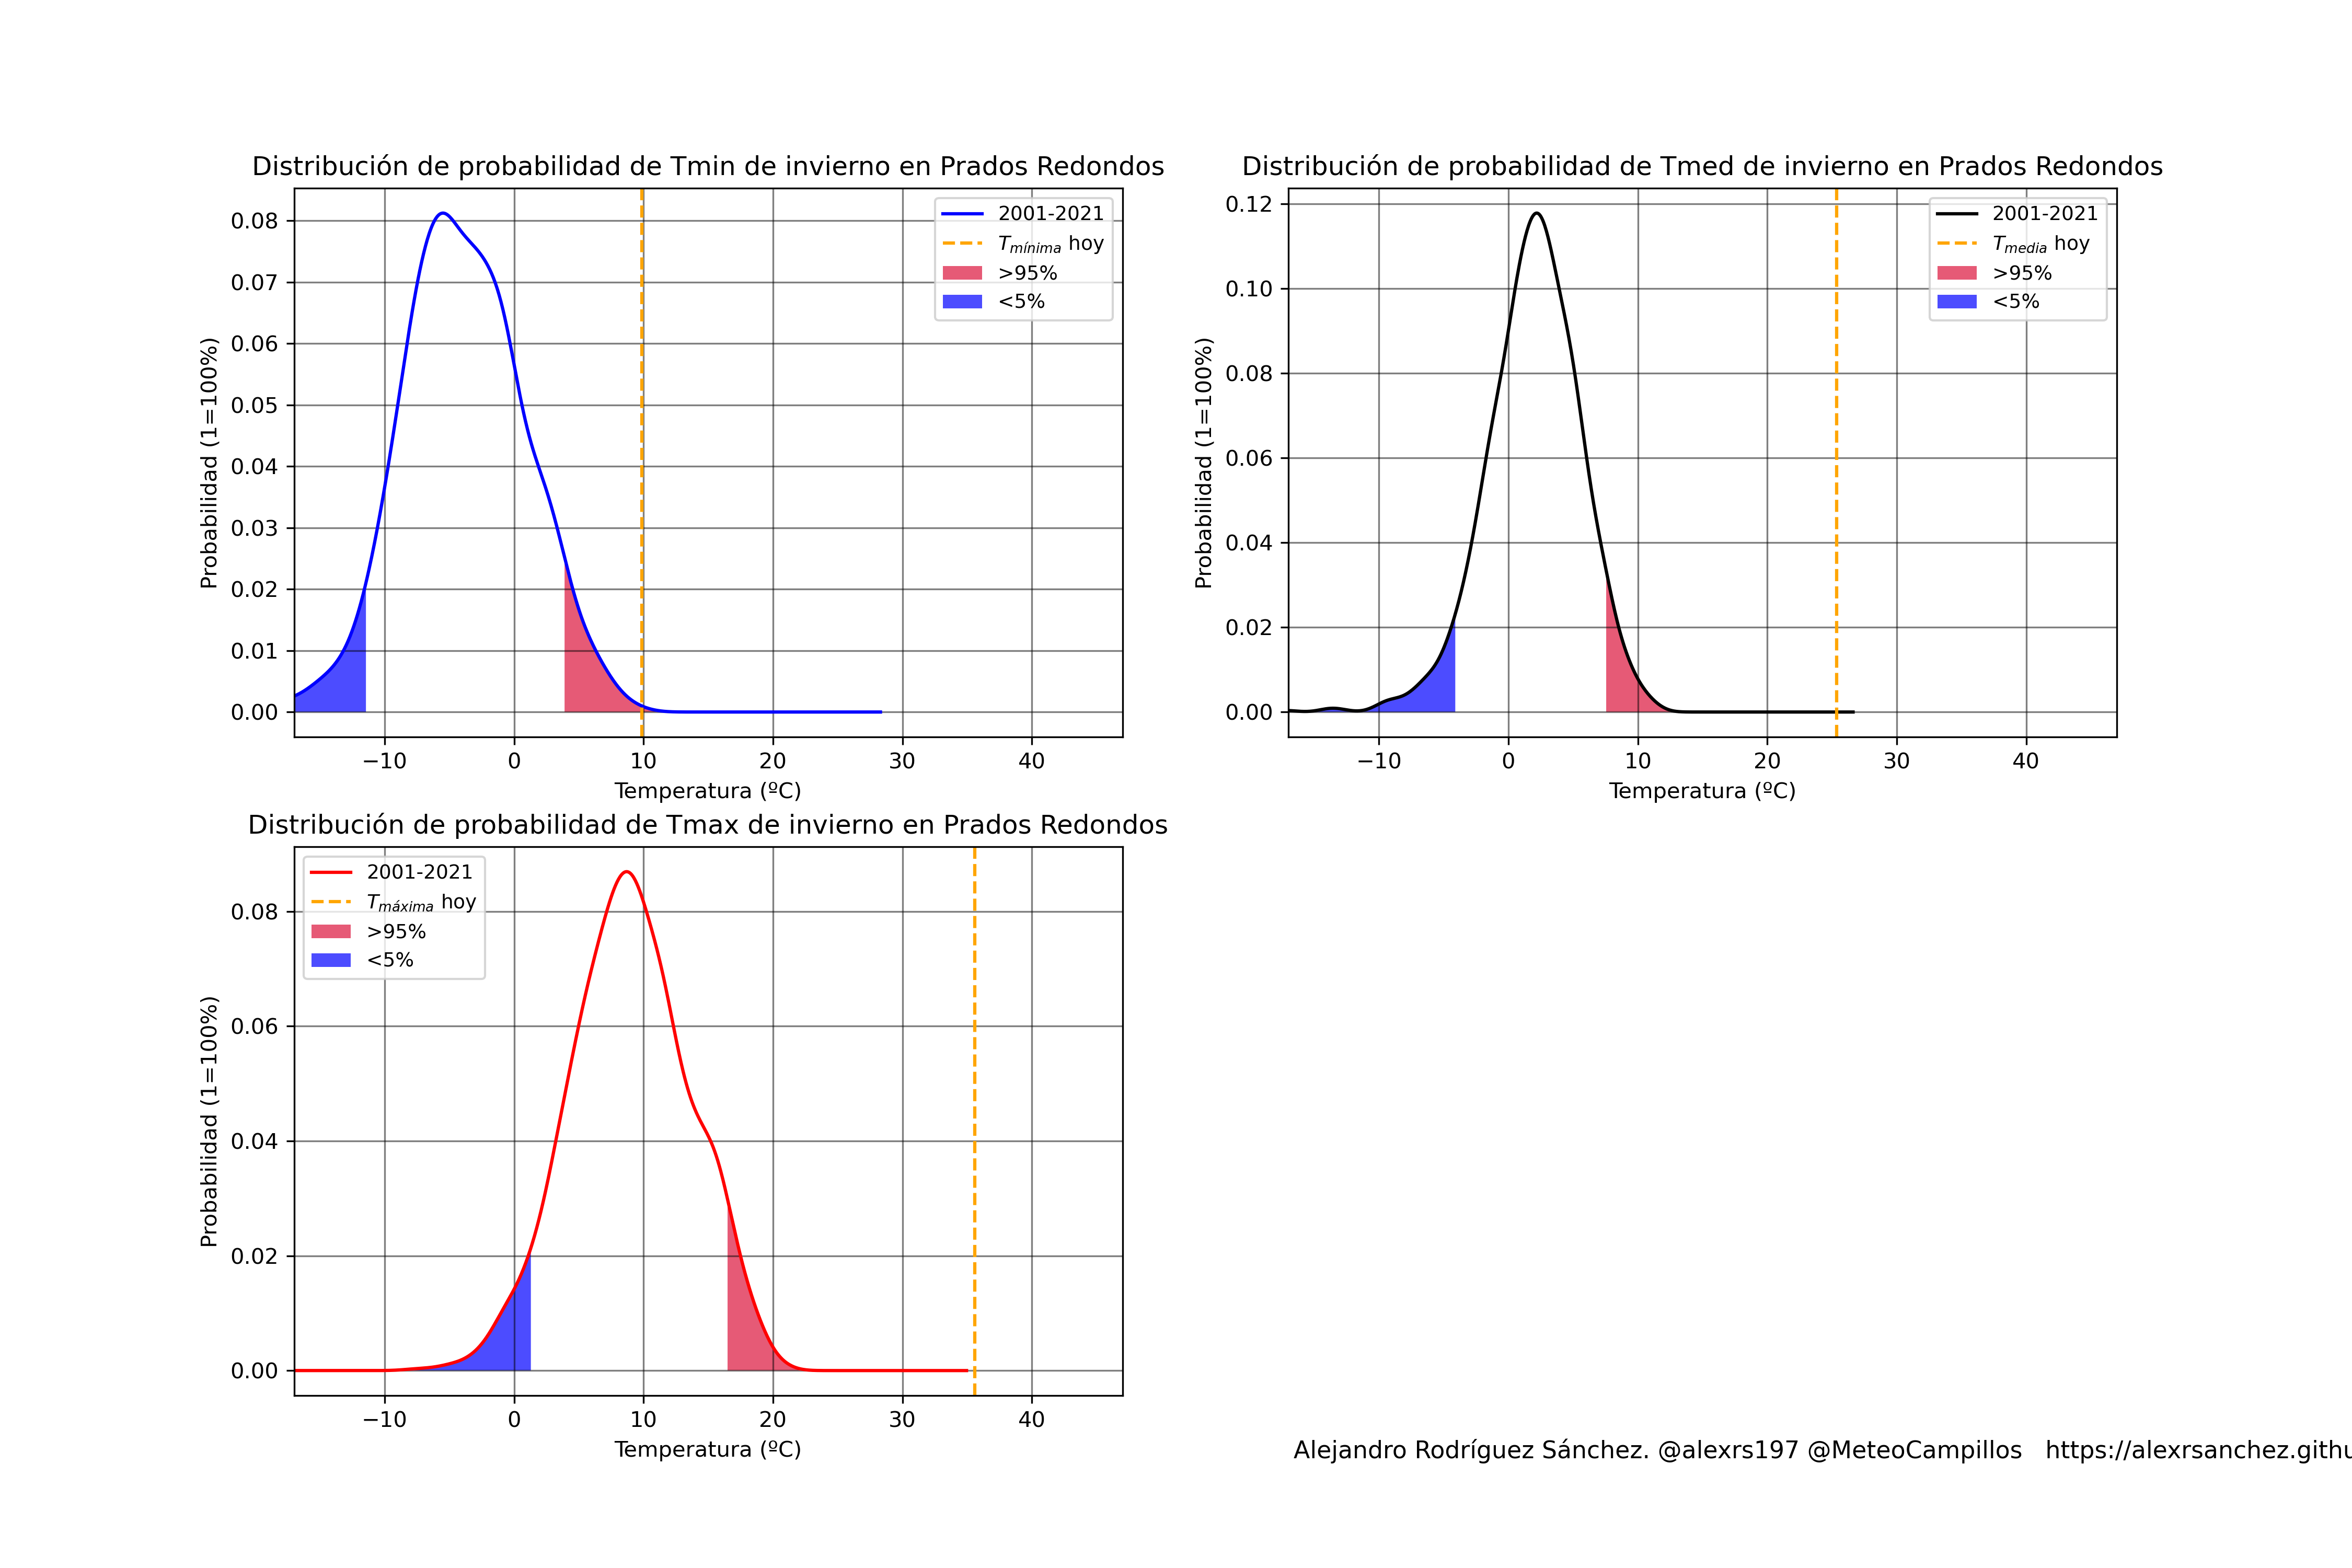 Distribución de probabilidad de Tmin de invierno en Prados Redondos
0.08
0.07
0.06
0.05
0.04
0.03
0.02
0.01
0.00
Probabilidad (1=100%)
2001-2021
Tmínima hoy
>95%
<5%
−10 0 10 20 30 40
Temperatura (ºC)
Distribución de probabilidad de Tmed de invierno en Prados Redondos
0.12
0.10
0.08
0.06
0.04
0.02
0.00
Probabilidad (1=100%)
2001-2021
Tmedia hoy
>95%
<5%
−10 0 10 20 30 40
Temperatura (ºC)
Distribución de probabilidad de Tmax de invierno en Prados Redondos
0.08
0.06
0.04
0.02
0.00
Probabilidad (1=100%)
2001-2021
Tmáxima hoy
>95%
<5%
−10 0 10 20 30 40
Temperatura (ºC)
Alejandro Rodríguez Sánchez. @alexrs197 @MeteoCampillos https://alexrsanchez.githu